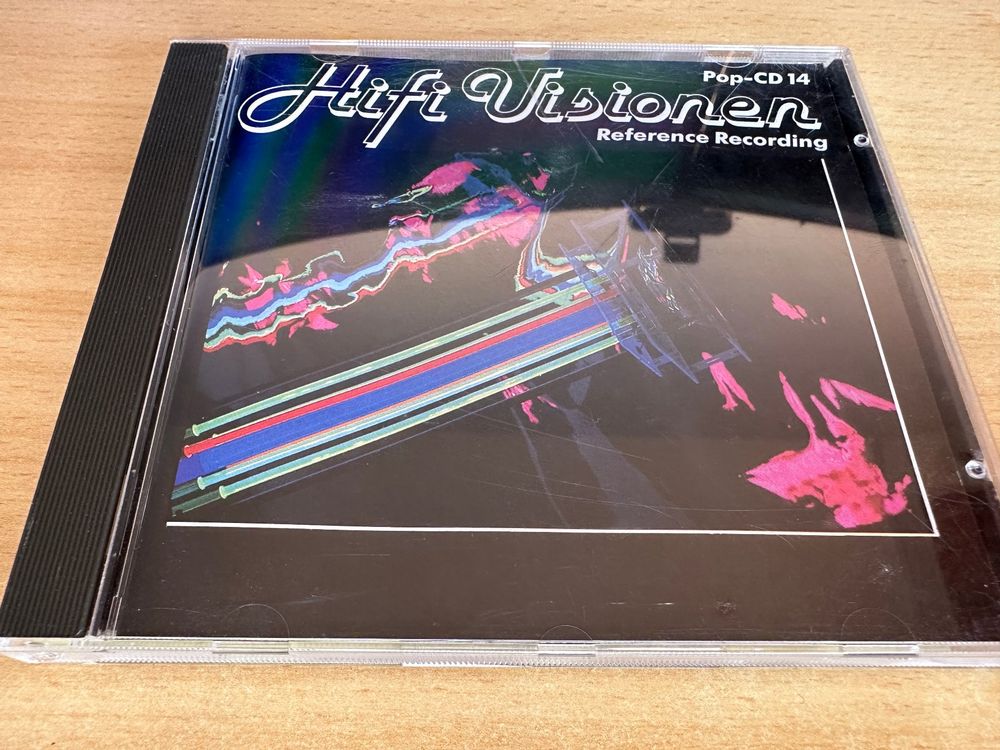 Pop-CD 14
Hifi Visionen
Reference Recording